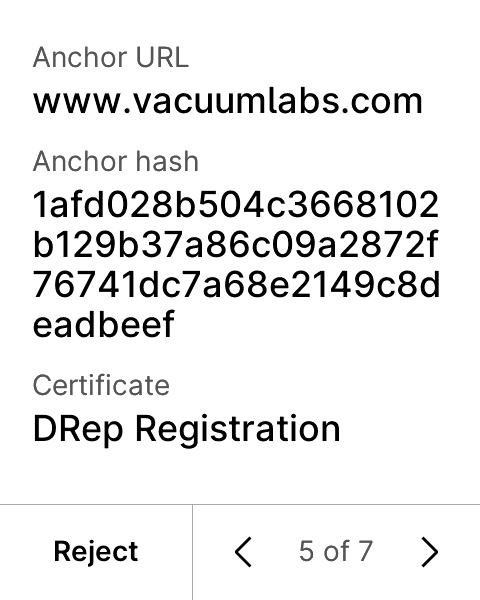 Anchor URL
www.vacuumlabs.com
Anchor hash
1afd028b504c3668102
b129b37a86c09a2872f
76741dc7a68e2149c8d
eadbeef
Certificate
DRep Registration
Reject
5 of 7